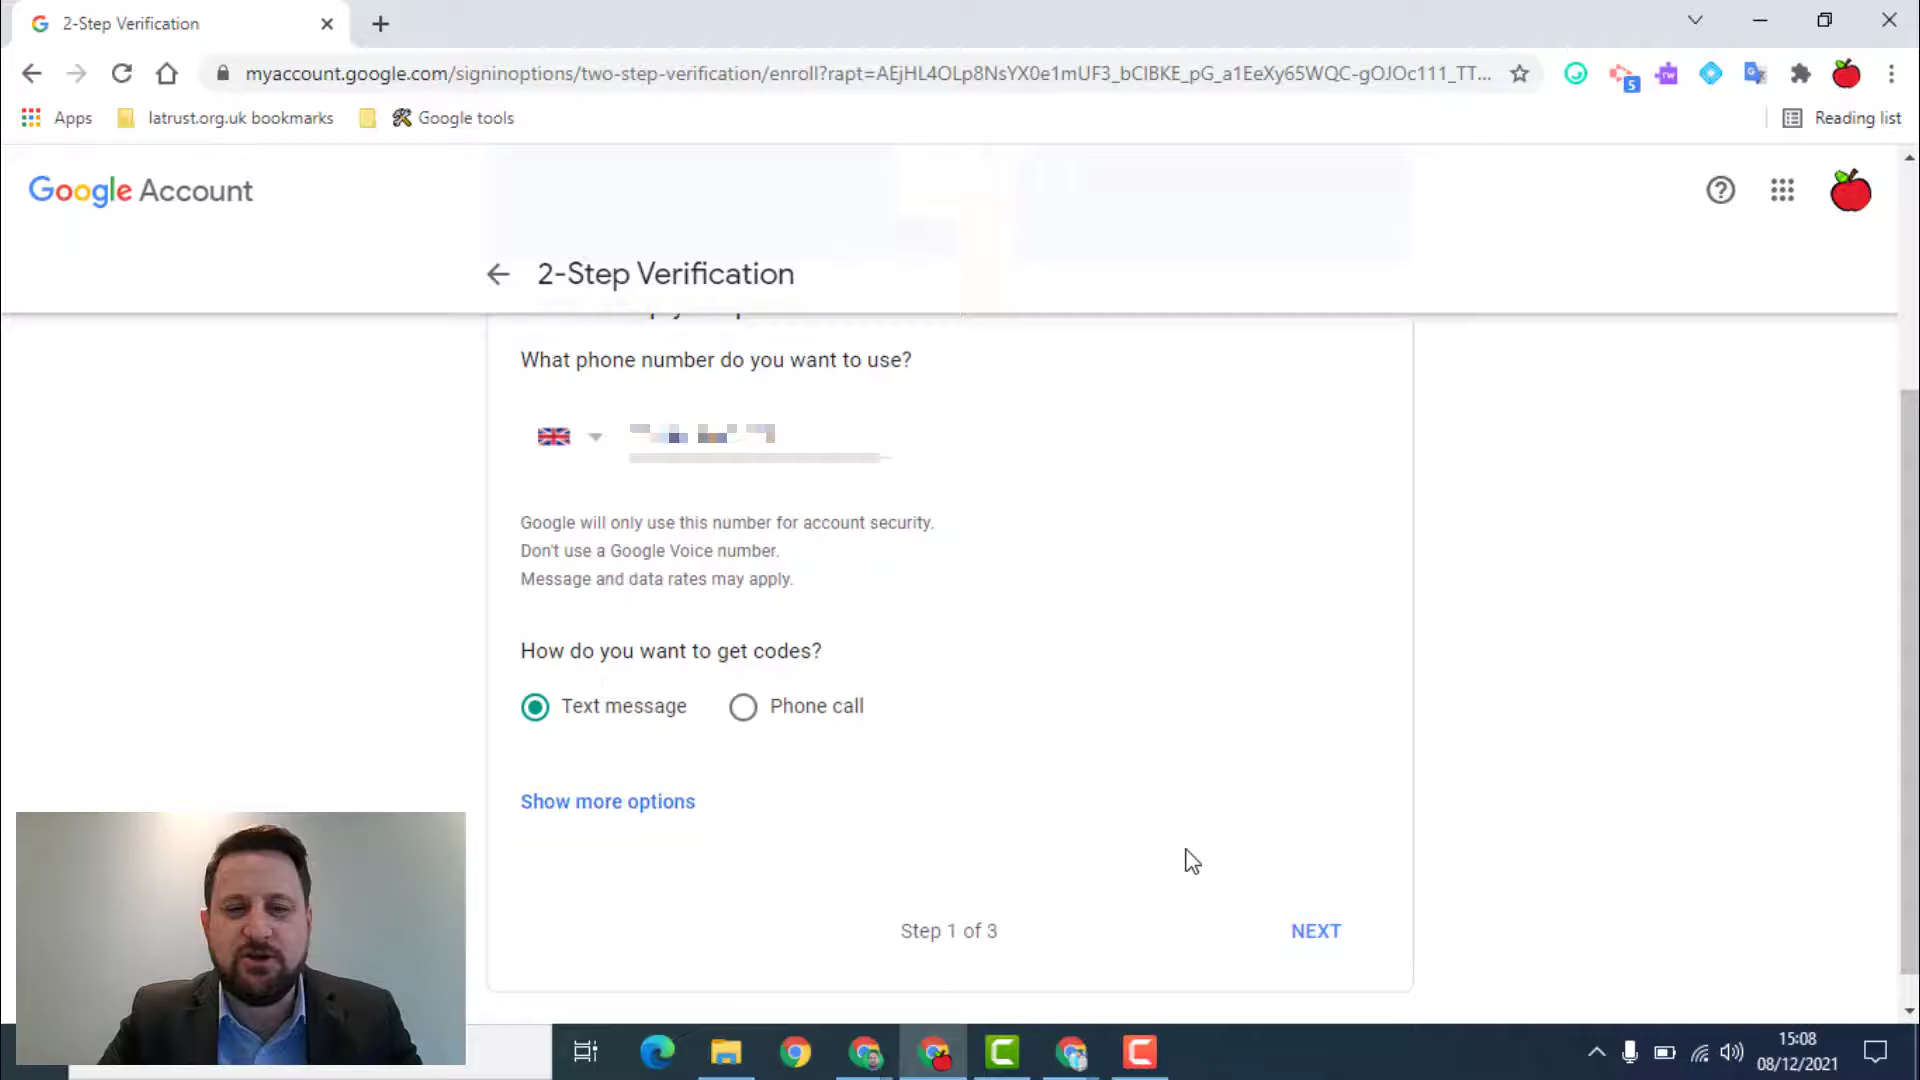 2-Step Verification
myaccount.google.com/signinoptions/two-step-verification/enroll?rapt=AEjHL4OLp8NsYX0e1mUF3_bCIBKE_pG_a1EeXy65WQC-gOJOc111_TT...
5
Apps
latrust.org.uk bookmarks
Google tools
Reading list
Google Account
2-Step Verification
What phone number do you want to use?
Google will only use this number for account security.
Don't use a Google Voice number.
Message and data rates may apply.
How do you want to get codes?
Text message
Phone call
Show more options
Step 1 of 3
NEXT
15:08
08/12/2021